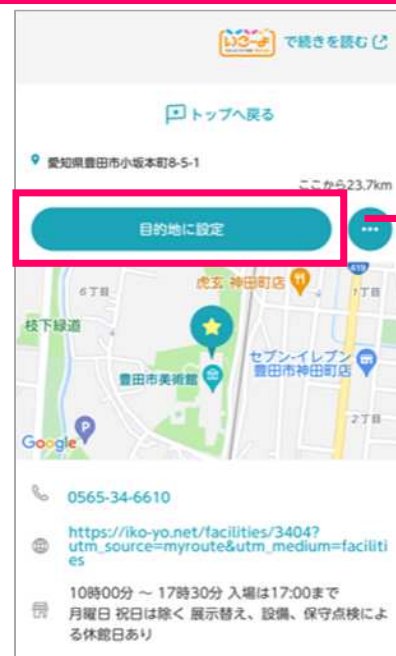 いこーよ で続きを読む
トップへ戻る
愛知県豊田市小坂本町8-5-1
ここから23.7km
目的地に設定
6丁目
虎玄 神田町店
419
1丁目
枝下緑道
セブン-イレブン
豊田市神田町店
豊田市美術館
2丁目
P
Google
0565-34-6610
https://iko-yo.net/facilities/3404?
utm_source=myroute&utm_medium=faciliti
es
10時00分 ～ 17時30分 入場は17:00まで
月曜日 祝日は除く 展示替え、設備、保守点検によ
る休館日あり